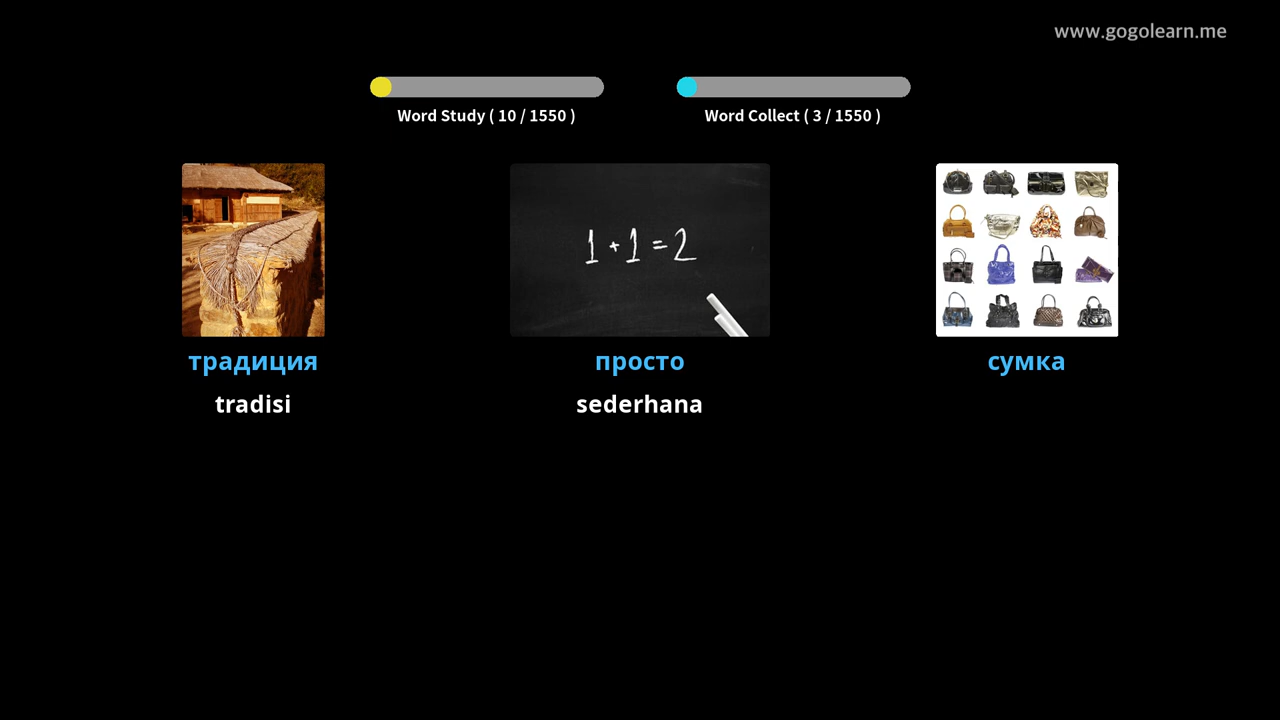 www.gogolearn.me
Word Study ( 10 / 1550 )
Word Collect ( 3 / 1550 )
1 + 1 = 2
традиция
просто
сумка
tradisi
sederhana